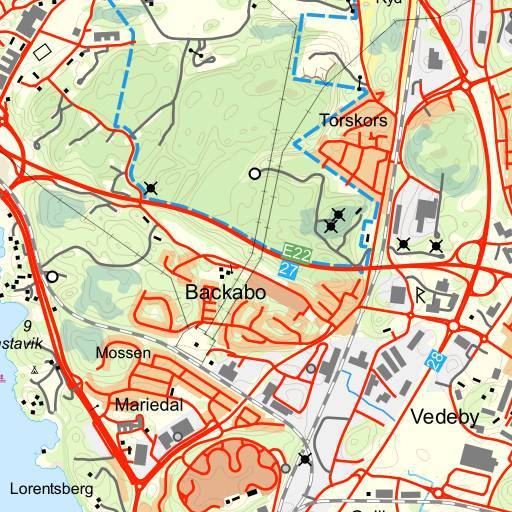 Ryd
Torskors
E22
27
Backabo
9
stavik
Mossen
28
Mariedal
Vedeby
Lorentsberg